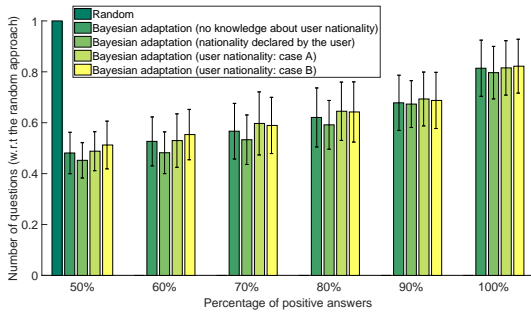 Random
Bayesian adaptation (no knowledge about user nationality)
Bayesian adaptation (nationality declared by the user)
Bayesian adaptation (user nationality: case A)
Bayesian adaptation (user nationality: case B)
Number of questions (w.r.t the random approach)
1
0.8
0.6
0.4
0.2
0
50% 60% 70% 80% 90% 100%
Percentage of positive answers